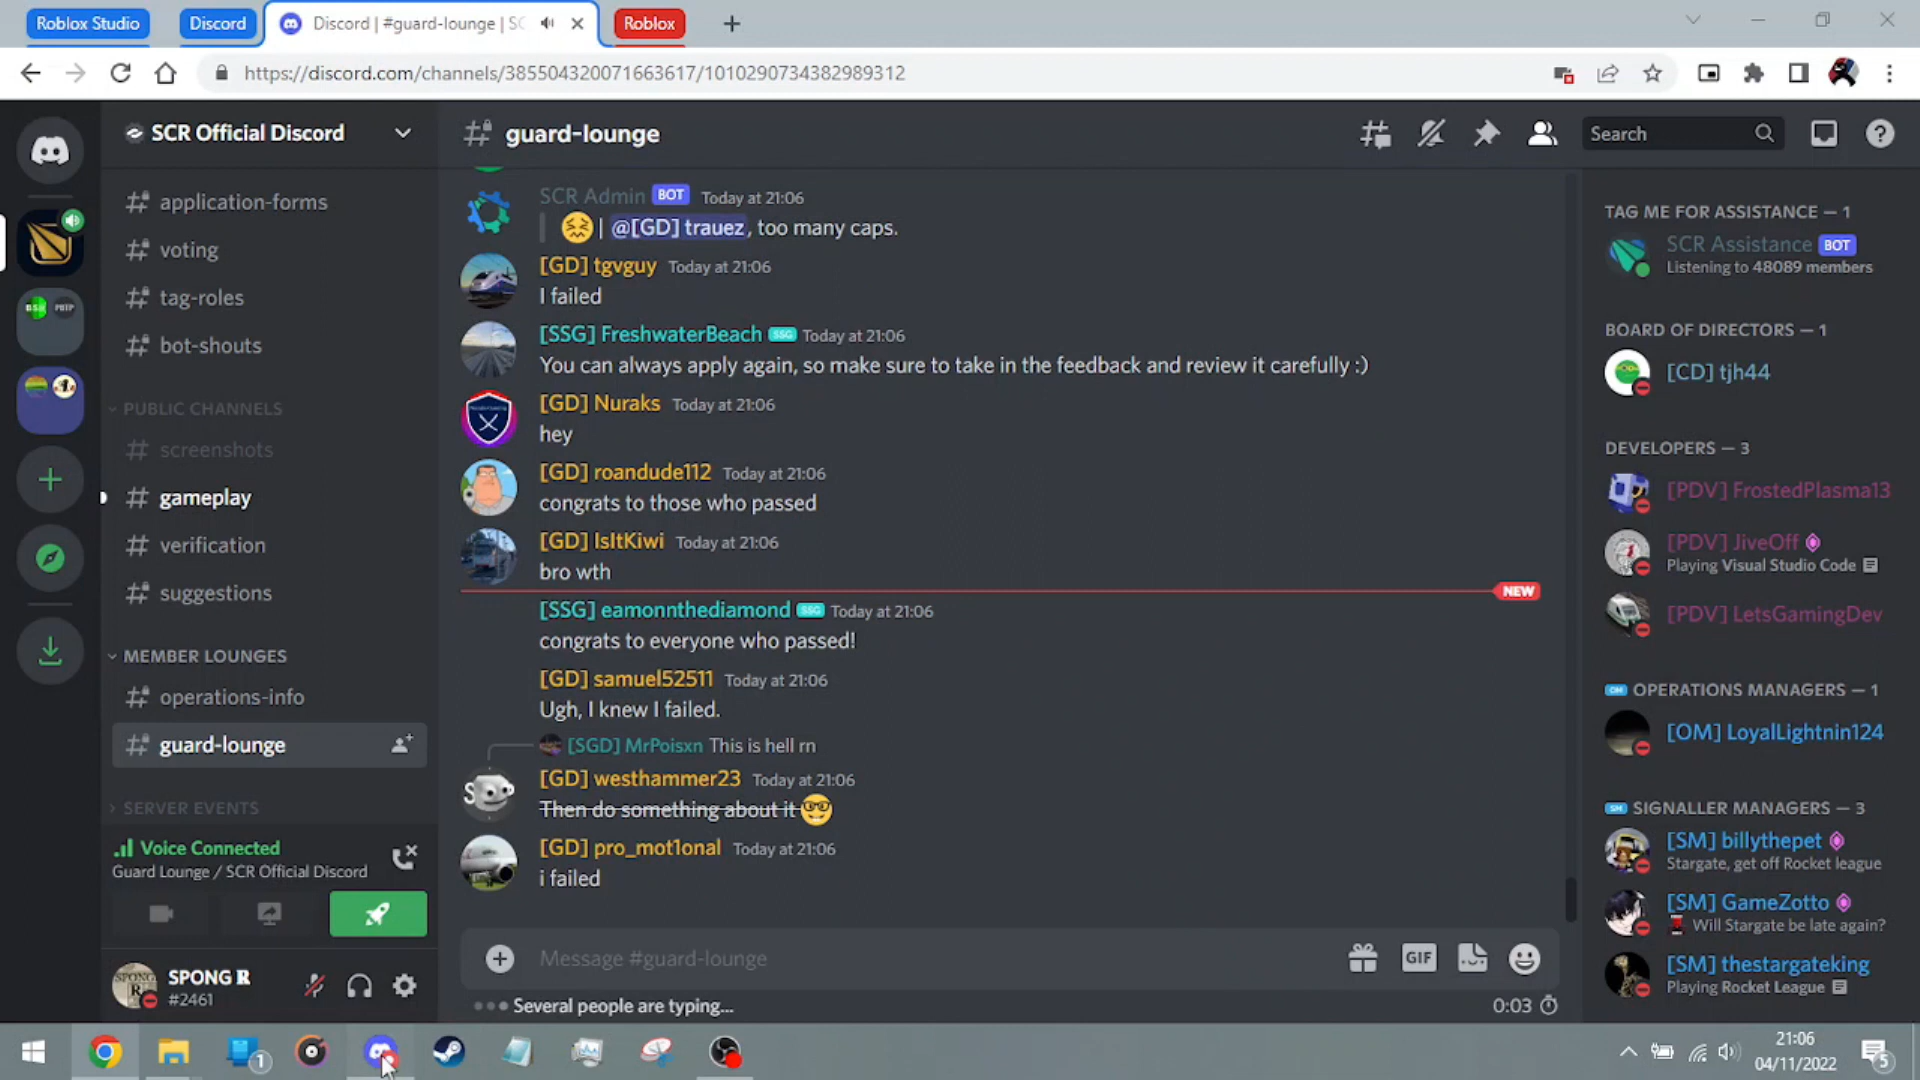 Roblox Studio
Discord
Discord | #guard-lounge | SC
Roblox
https://discord.com/channels/385504320071663617/1010290734382989312
SCR Official Discord
application-forms
voting
tag-roles
bot-shouts
PUBLIC CHANNELS
screenshots
gameplay
verification
suggestions
MEMBER LOUNGES
operations-info
guard-lounge
SERVER EVENTS
Voice Connected
Guard Lounge / SCR Official Discord
SPONG R
#2461
guard-lounge
Search
SCR Admin BOT Today at 21:06
| @[GD] trauez, too many caps.
[GD] tgvguy Today at 21:06
I failed
[SSG] FreshwaterBeach SSG Today at 21:06
You can always apply again, so make sure to take in the feedback and review it carefully :)
[GD] Nuraks Today at 21:06
hey
[GD] roandude112 Today at 21:06
congrats to those who passed
[GD] IsItKiwi Today at 21:06
bro wth
NEW
[SSG] eamonnthediamond SSG Today at 21:06
congrats to everyone who passed!
[GD] samuel52511 Today at 21:06
Ugh, I knew I failed.
[SGD] MrPoisxn This is hell rn
[GD] westhammer23 Today at 21:06
Then do something about it
[GD] pro_mot1onal Today at 21:06
i failed
Message #guard-lounge
GIF
Several people are typing...
0:03
TAG ME FOR ASSISTANCE — 1
SCR Assistance BOT
Listening to 48089 members
BOARD OF DIRECTORS — 1
[CD] tjh44
DEVELOPERS — 3
[PDV] FrostedPlasma13
[PDV] JiveOff
Playing Visual Studio Code
[PDV] LetsGamingDev
OM OPERATIONS MANAGERS — 1
[OM] LoyalLightnin124
SM SIGNALLER MANAGERS — 3
[SM] billythepet
Stargate, get off Rocket league
[SM] GameZotto
Will Stargate be late again?
[SM] thestargateking
Playing Rocket League
1
21:06
04/11/2022
5